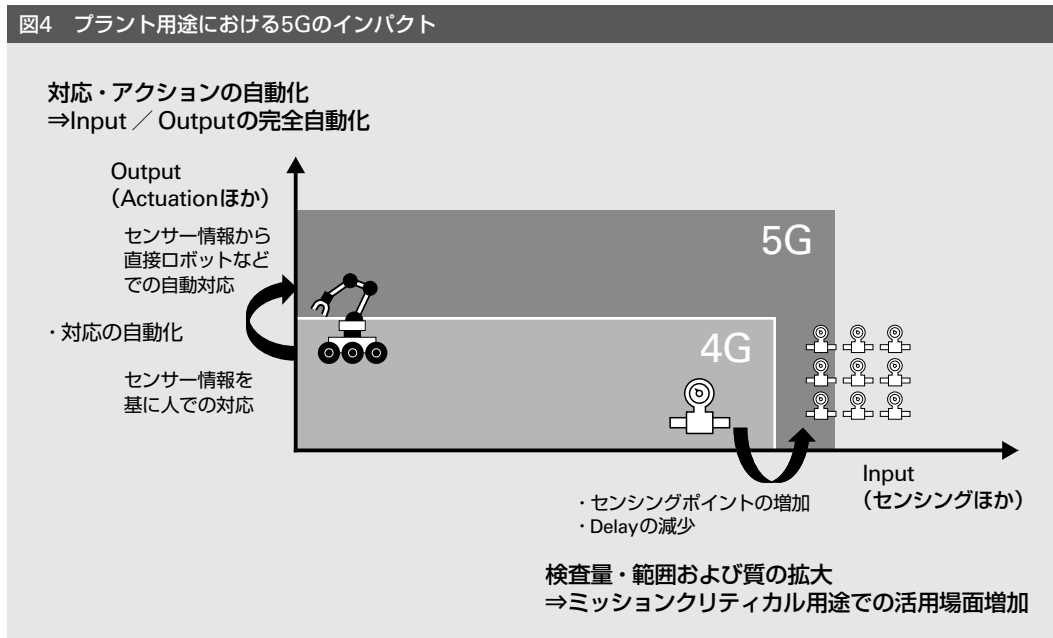 図4　プラント用途における5Gのインパクト
対応・アクションの自動化
⇒Input ／ Outputの完全自動化
Output
（Actuationほか）
センサー情報から
直接ロボットなど
での自動対応
・対応の自動化
センサー情報を
基に人での対応
5G
4G
Input
（センシングほか）
・センシングポイントの増加
・Delayの減少
検査量・範囲および質の拡大
⇒ミッションクリティカル用途での活用場面増加